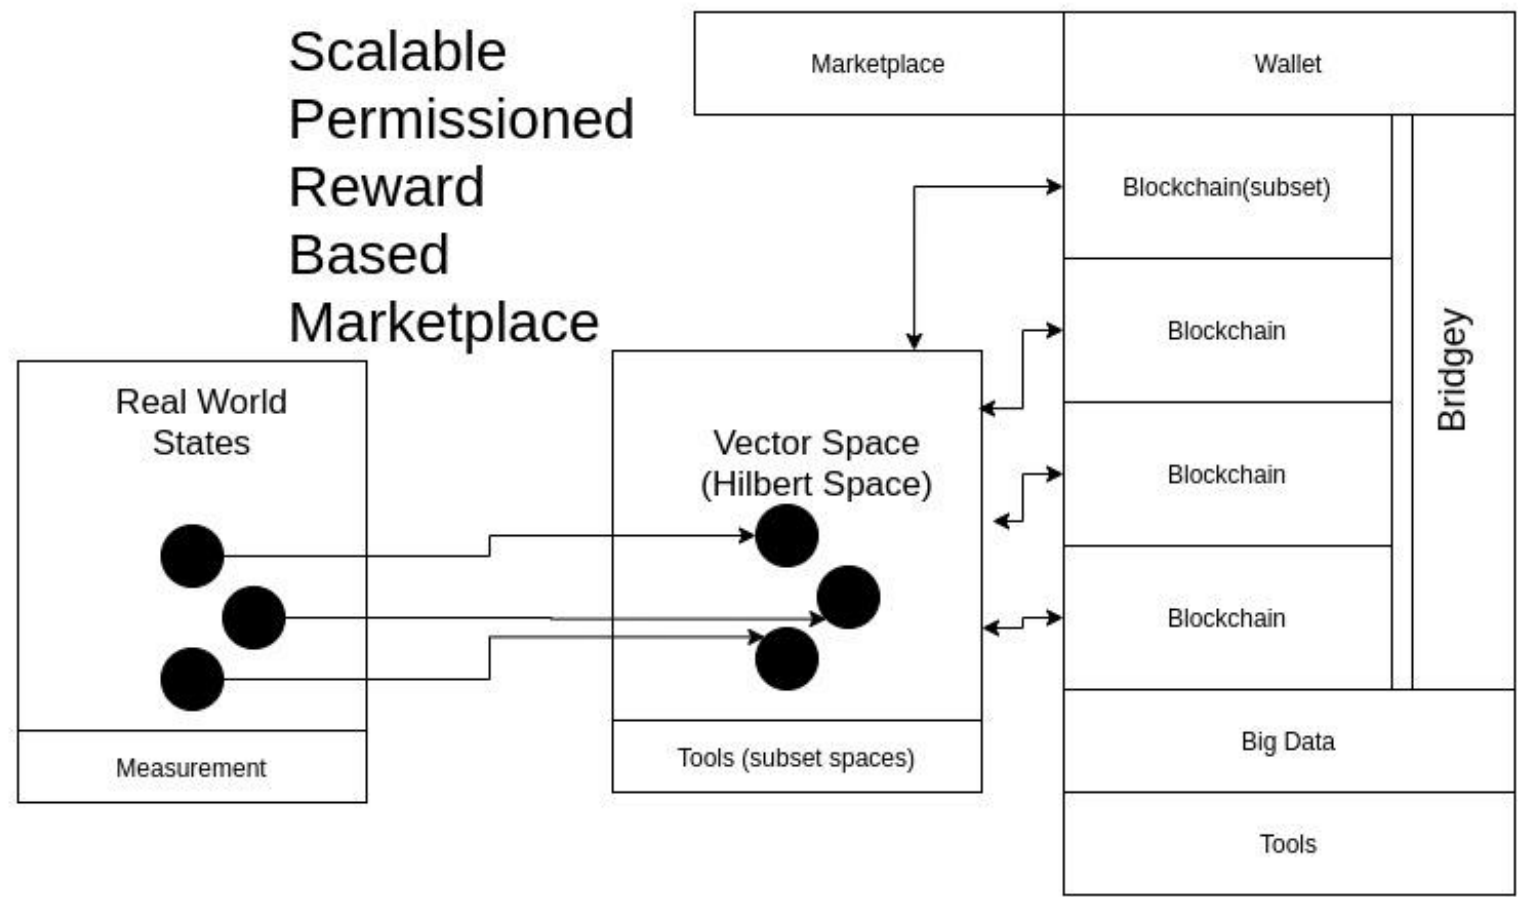 Scalable
Permissioned
Reward
Based
Marketplace
Marketplace
Wallet
Blockchain(subset)
Blockchain
Blockchain
Blockchain
Bridgey
Big Data
Tools
Real World
States
Measurement
Vector Space
(Hilbert Space)
Tools (subset spaces)